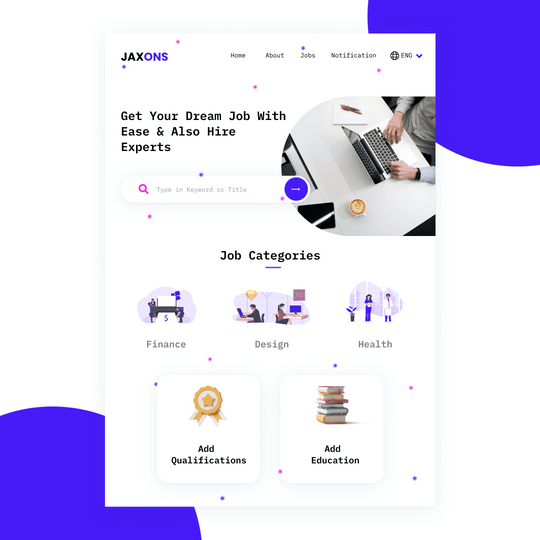 JAXONS
Home About Jobs Notification ENG
Get Your Dream Job With
Ease & Also Hire
Experts
Type in Keyword or Title
Job Categories
$
Finance Design Health
Add
Qualifications
Add
Education